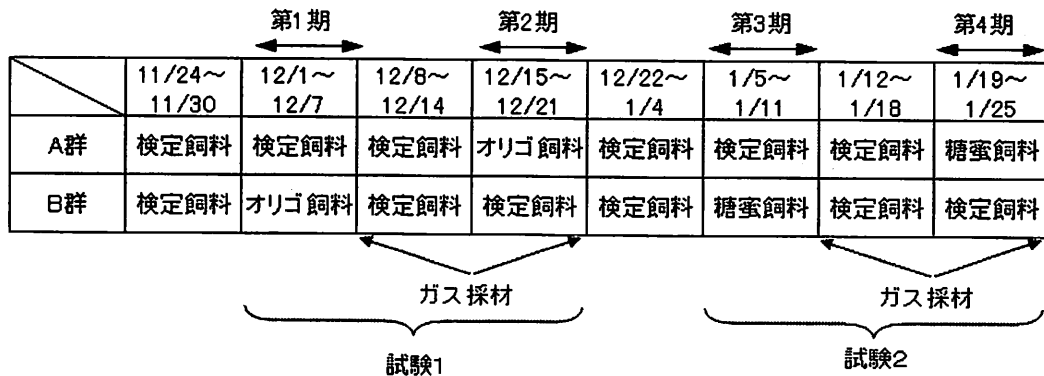 第1期 第2期 第3期 第4期
11/24～ 12/1～ 12/8～ 12/15～ 12/22～ 1/5～ 1/12～ 1/19～
11/30 12/7 12/14 12/21 1/4 1/11 1/18 1/25
A群 検定飼料 検定飼料 検定飼料 オリゴ飼料 検定飼料 検定飼料 検定飼料 糖蜜飼料
B群 検定飼料 オリゴ飼料 検定飼料 検定飼料 検定飼料 糖蜜飼料 検定飼料 検定飼料
ガス採材 ガス採材
試験1 試験2